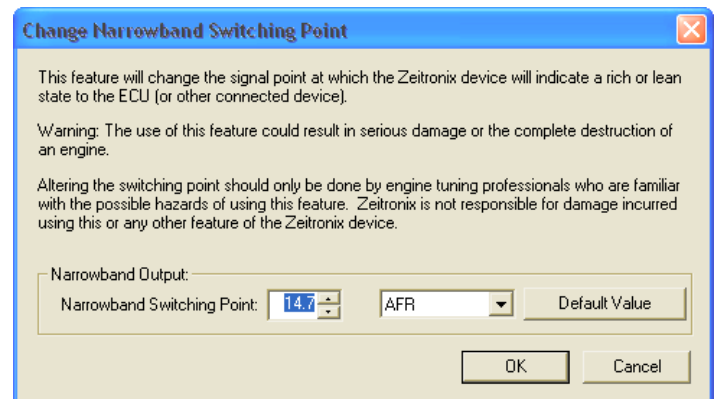 Change Narrowband Switching Point
This feature will change the signal point at which the Zeitronix device will indicate a rich or lean
state to the ECU (or other connected device).
Warning: The use of this feature could result in serious damage or the complete destruction of
an engine.
Altering the switching point should only be done by engine tuning professionals who are familiar
with the possible hazards of using this feature. Zeitronix is not responsible for damage incurred
using this or any other feature of the Zeitronix device.
Narrowband Output:
Narrowband Switching Point: 14.7 AFR Default Value
OK Cancel